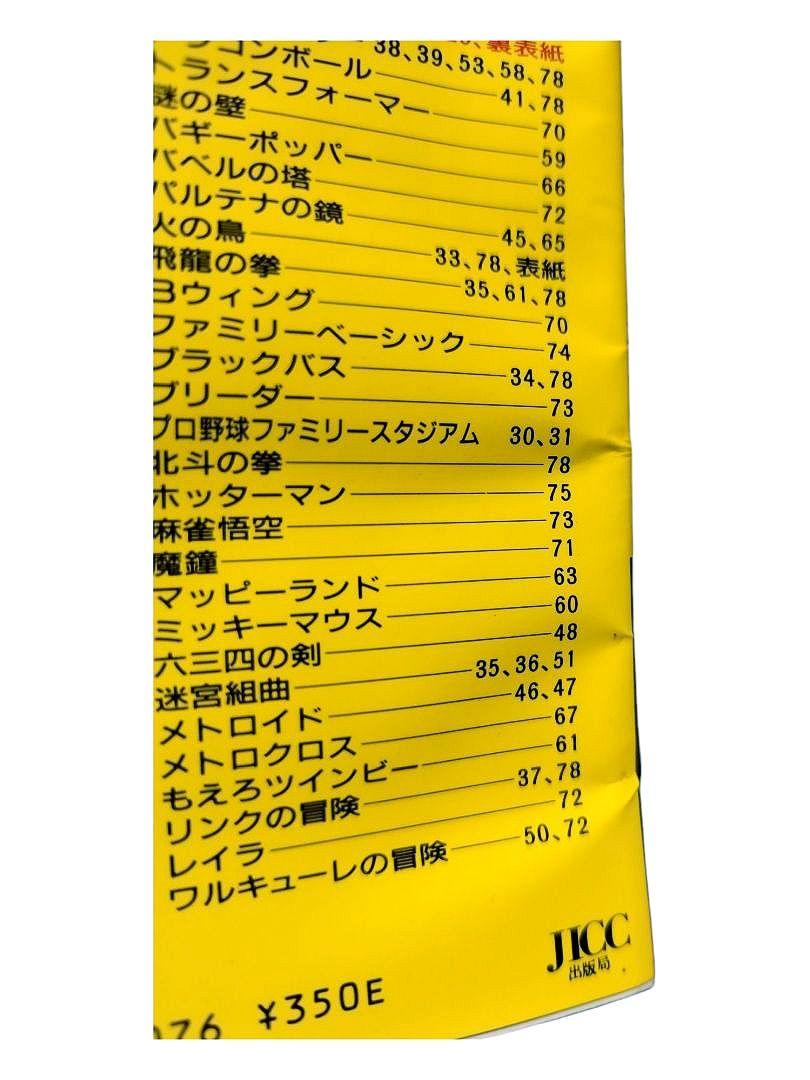 裏表紙
38、39、53、58、78
ラゴンボール 41、78
トランスフォーマー 70
謎の壁 59
バギーポッパー 66
バベルの塔 72
パルテナの鏡 45、65
火の鳥 33、78、表紙
飛龍の拳 35、61、78
Bウィング 70
ファミリーベーシック 74
ブラックバス 34、78
ブリーダー 73
プロ野球ファミリースタジアム 30、31
北斗の拳 78
ホッターマン 75
麻雀悟空 73
魔鐘 71
マッピーランド 63
ミッキーマウス 60
六三四の剣 48
迷宮組曲 35、36、51
メトロイド 46、47
メトロクロス 67
もえろツインビー 61
リンクの冒険 37、78
レイラ 72
ワルキューレの冒険 50、72
JICC
出版局
076 ¥350E